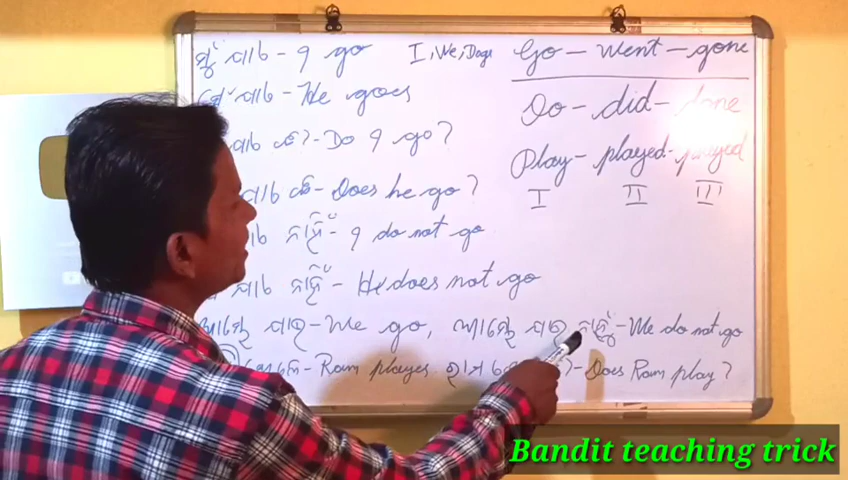 ମୁଁ ଯାଏ - I go I, We, Dogs Go - went - gone
ସେ ଯାଏ - He goes Do - did - done
ଯାଏ କି? - Do I go? Play - played - played
ଯାଏ କି - Does he go? I II III
ନାହିଁ - I do not go
ଯାଏ ନାହିଁ - He does not go
ଆମେ ଯାଉ - We go, ଆମେ ଯାଉ ନାହୁଁ - We do not go
- Ram playes - Does Ram play?
Bandit teaching trick